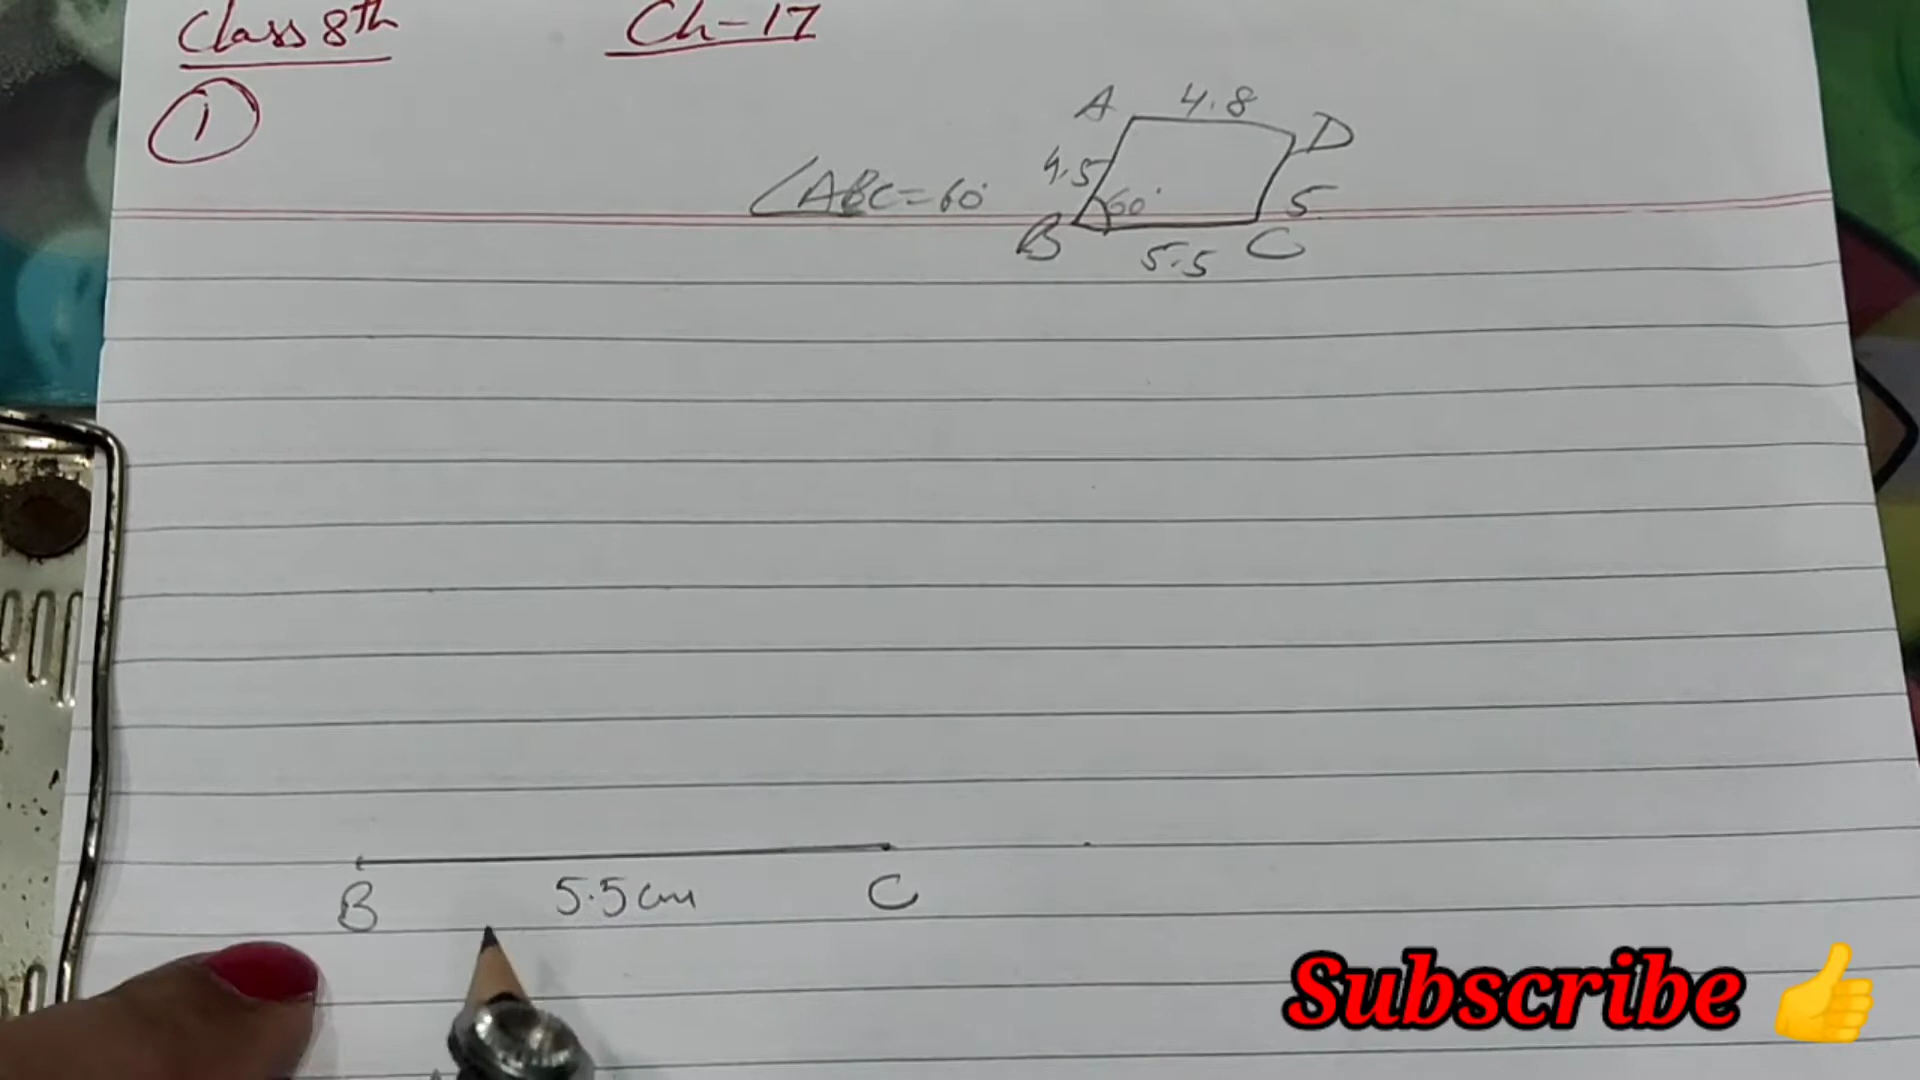 Class 8th Ch-17
1
A 4.8 D
4.5
∠ABC=60° 60° 5
B 5.5 C
B 5.5cm C
Subscribe